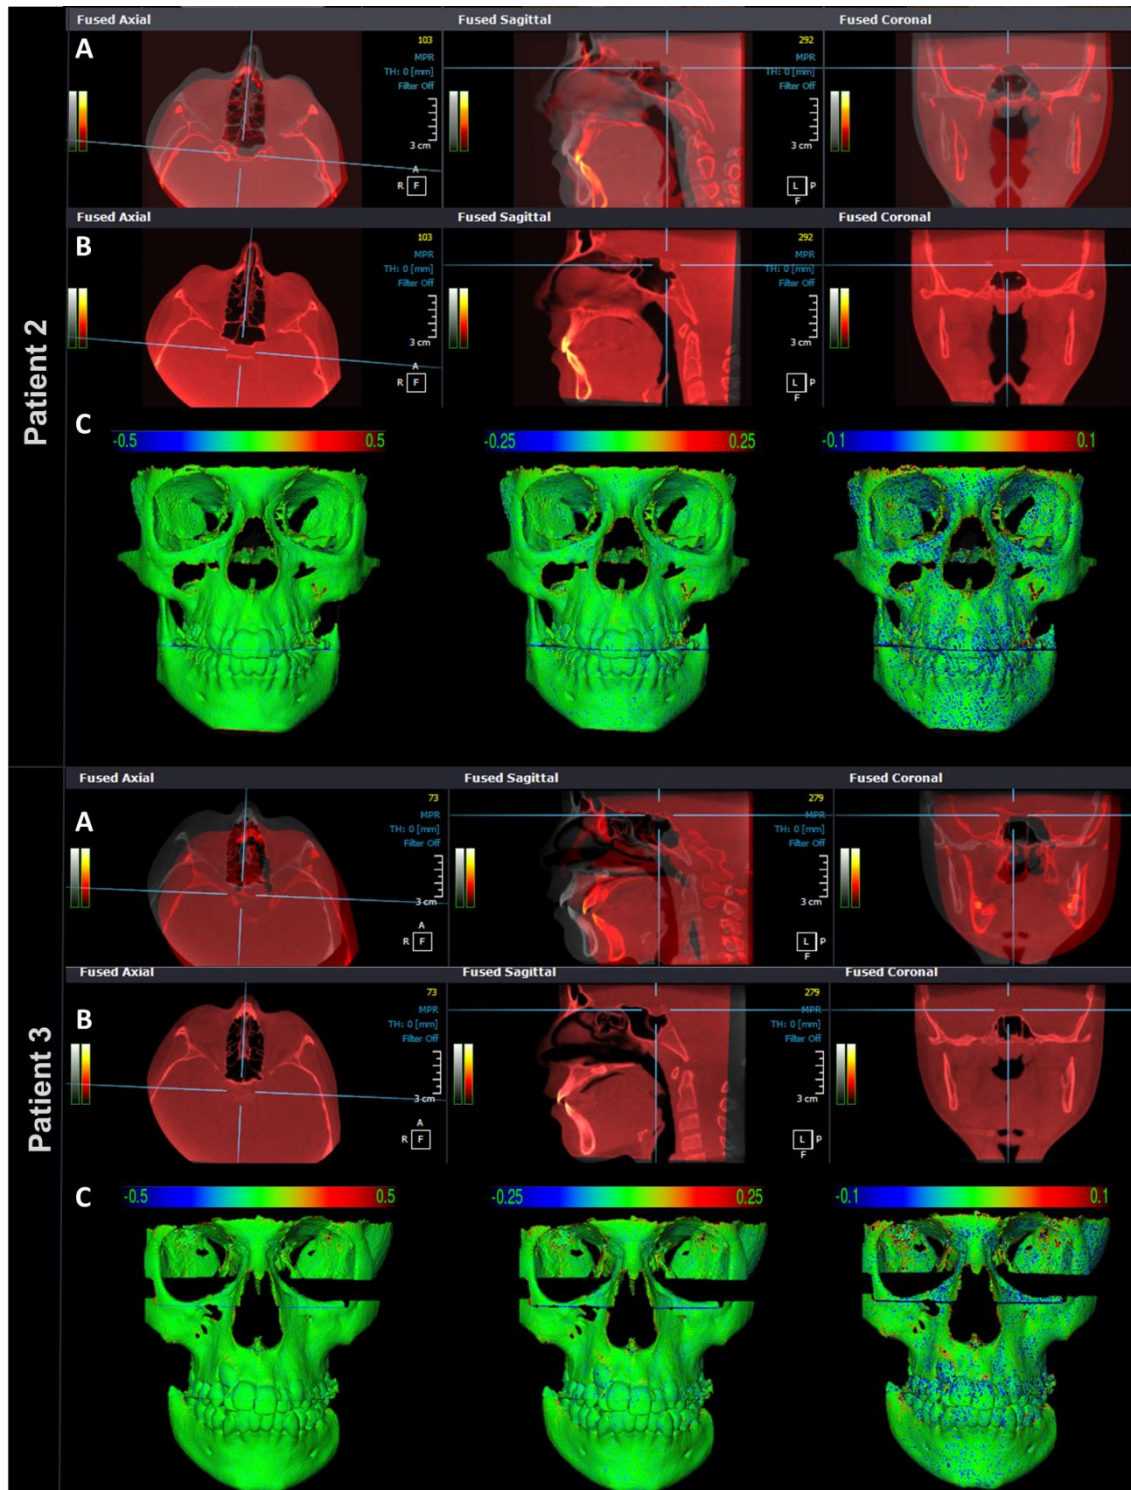 Patient 2
Fused Axial Fused Sagittal Fused Coronal
A
103
MPR
TH: 0 [mm]
Filter Off
3 cm
A
R F
292
MPR
TH: 0 [mm]
Filter Off
3 cm
L P
F
3 cm
Fused Axial Fused Sagittal Fused Coronal
B
103
MPR
TH: 0 [mm]
Filter Off
3 cm
A
R F
292
MPR
TH: 0 [mm]
Filter Off
3 cm
L P
F
C
-0.5 0.5 -0.25 0.25 -0.1 0.1
Patient 3
Fused Axial Fused Sagittal Fused Coronal
A
73
MPR
TH: 0 [mm]
Filter Off
3 cm
A
R F
279
MPR
TH: 0 [mm]
Filter Off
3 cm
L P
F
Fused Axial Fused Sagittal Fused Coronal
B
73
MPR
TH: 0 [mm]
Filter Off
3 cm
A
R F
279
MPR
TH: 0 [mm]
Filter Off
3 cm
L P
F
C
-0.5 0.5 -0.25 0.25 -0.1 0.1